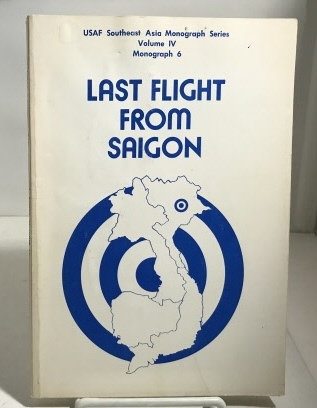 USAF Southeast Asia Monograph Series
Volume IV
Monograph 6
LAST FLIGHT
FROM
SAIGON